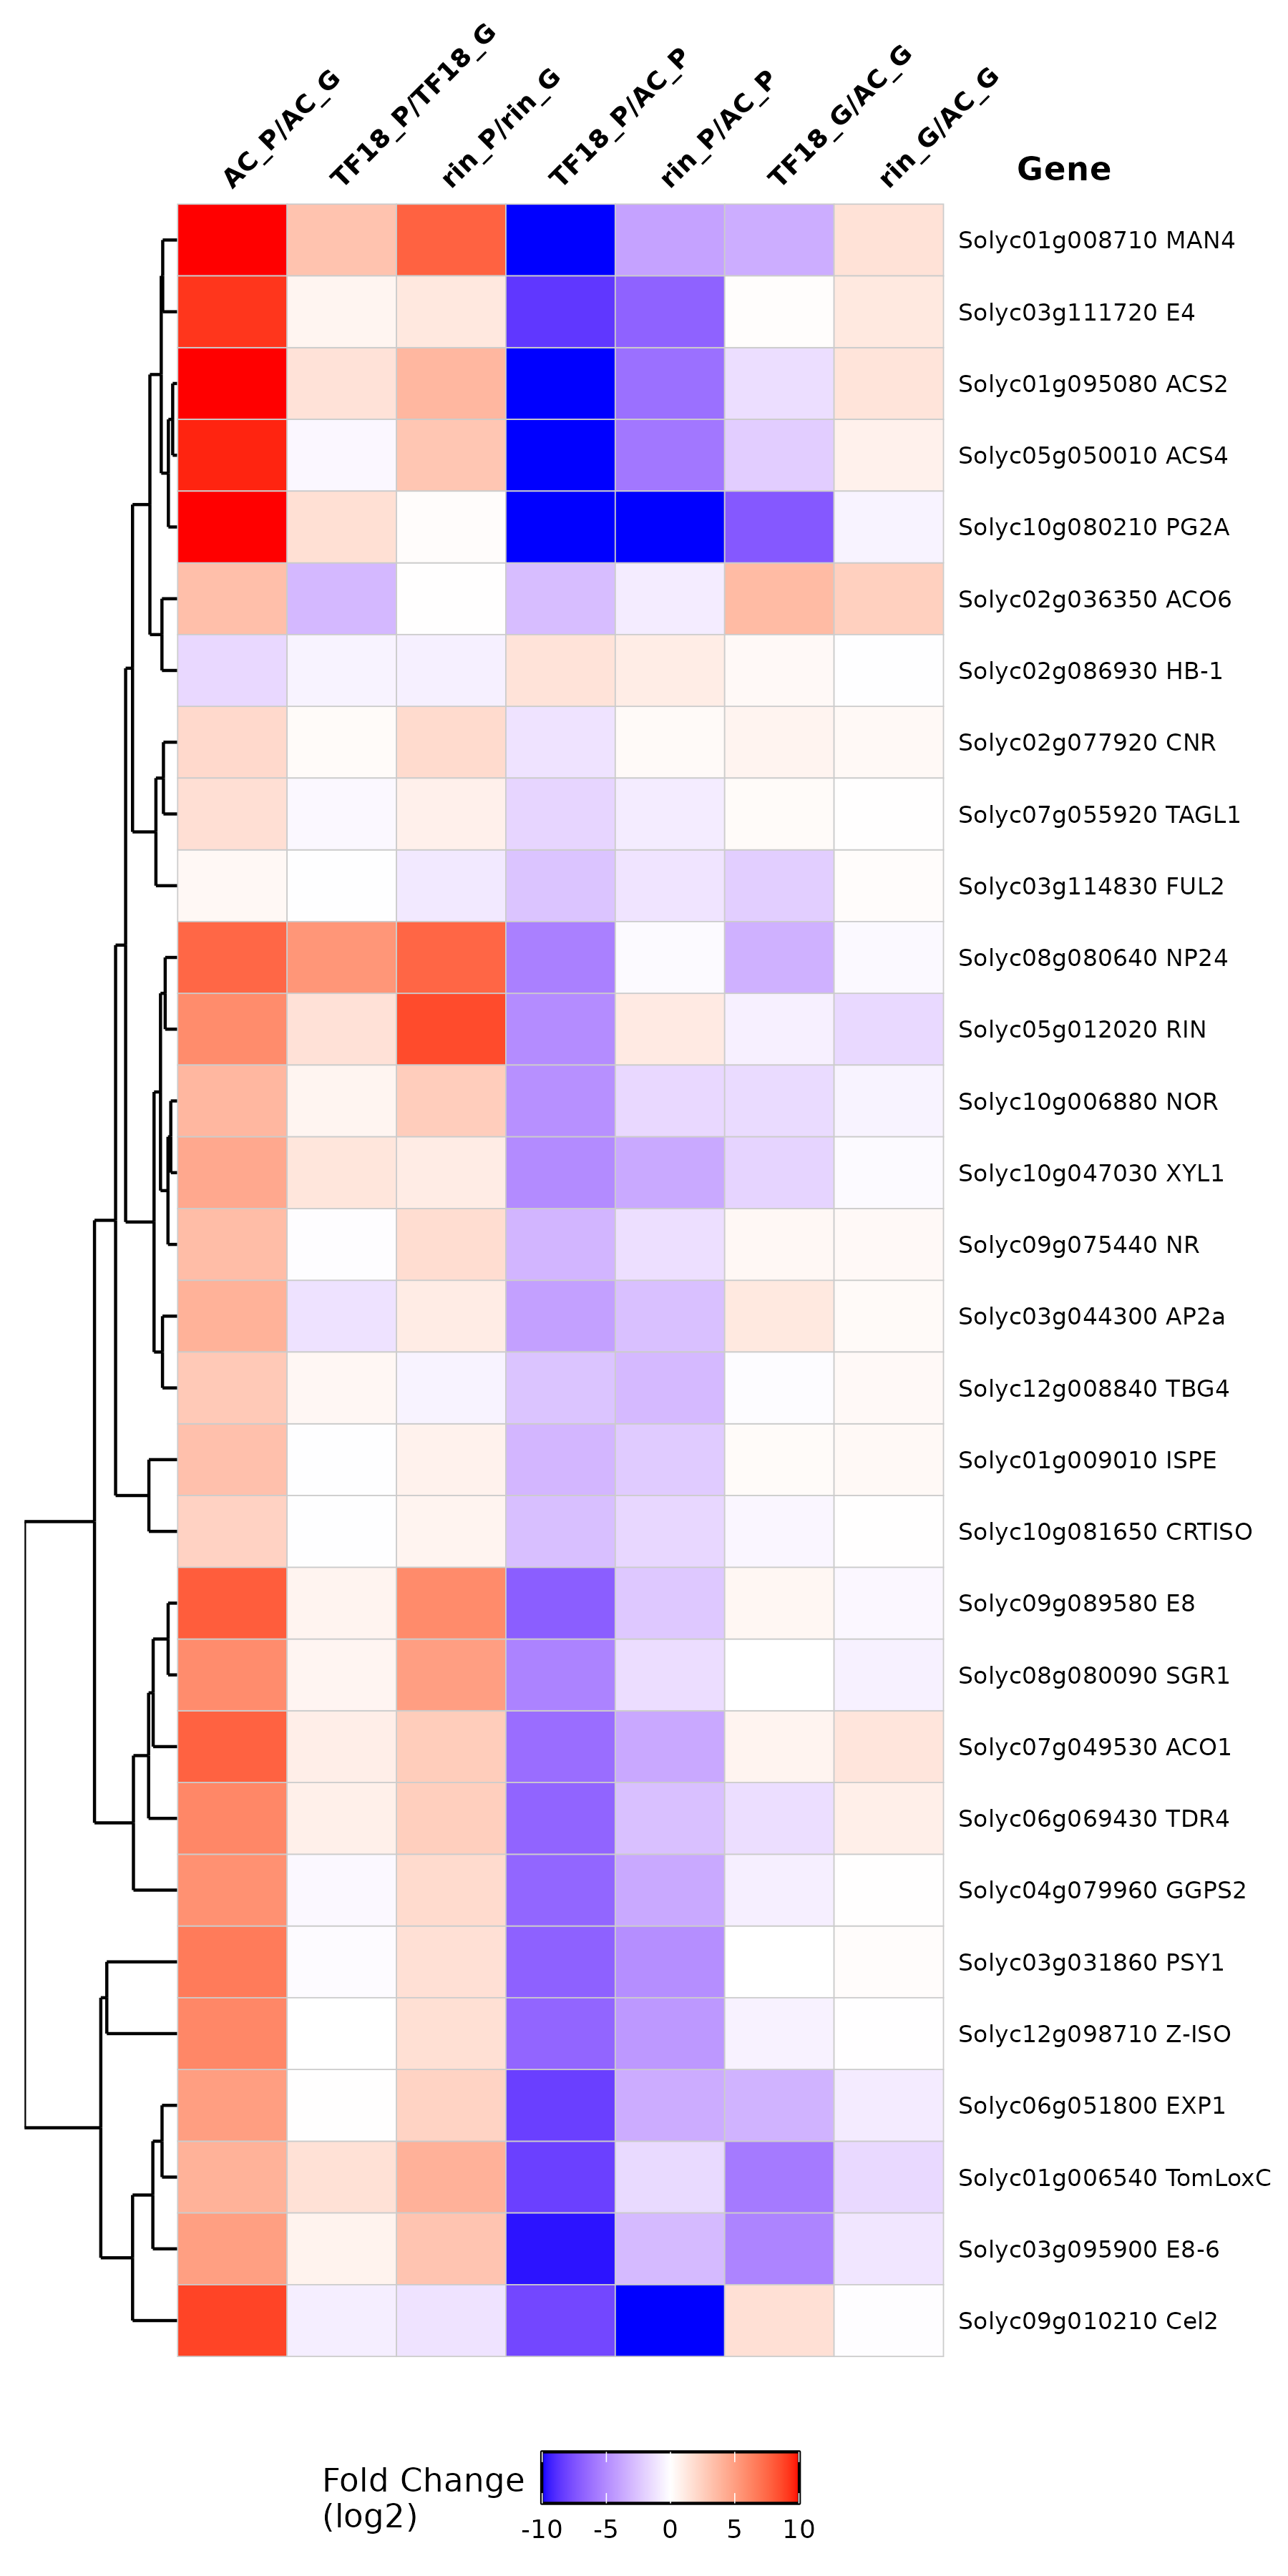 AC_P/AC_G
TF18_P/TF18_G
rin_P/rin_G
TF18_P/AC_P
rin_P/AC_P
TF18_G/AC_G
rin_G/AC_G
Gene
Solyc01g008710 MAN4
Solyc03g111720 E4
Solyc01g095080 ACS2
Solyc05g050010 ACS4
Solyc10g080210 PG2A
Solyc02g036350 ACO6
Solyc02g086930 HB-1
Solyc02g077920 CNR
Solyc07g055920 TAGL1
Solyc03g114830 FUL2
Solyc08g080640 NP24
Solyc05g012020 RIN
Solyc10g006880 NOR
Solyc10g047030 XYL1
Solyc09g075440 NR
Solyc03g044300 AP2a
Solyc12g008840 TBG4
Solyc01g009010 ISPE
Solyc10g081650 CRTISO
Solyc09g089580 E8
Solyc08g080090 SGR1
Solyc07g049530 ACO1
Solyc06g069430 TDR4
Solyc04g079960 GGPS2
Solyc03g031860 PSY1
Solyc12g098710 Z-ISO
Solyc06g051800 EXP1
Solyc01g006540 TomLoxC
Solyc03g095900 E8-6
Solyc09g010210 Cel2
Fold Change
(log2)
-10 -5 0 5 10